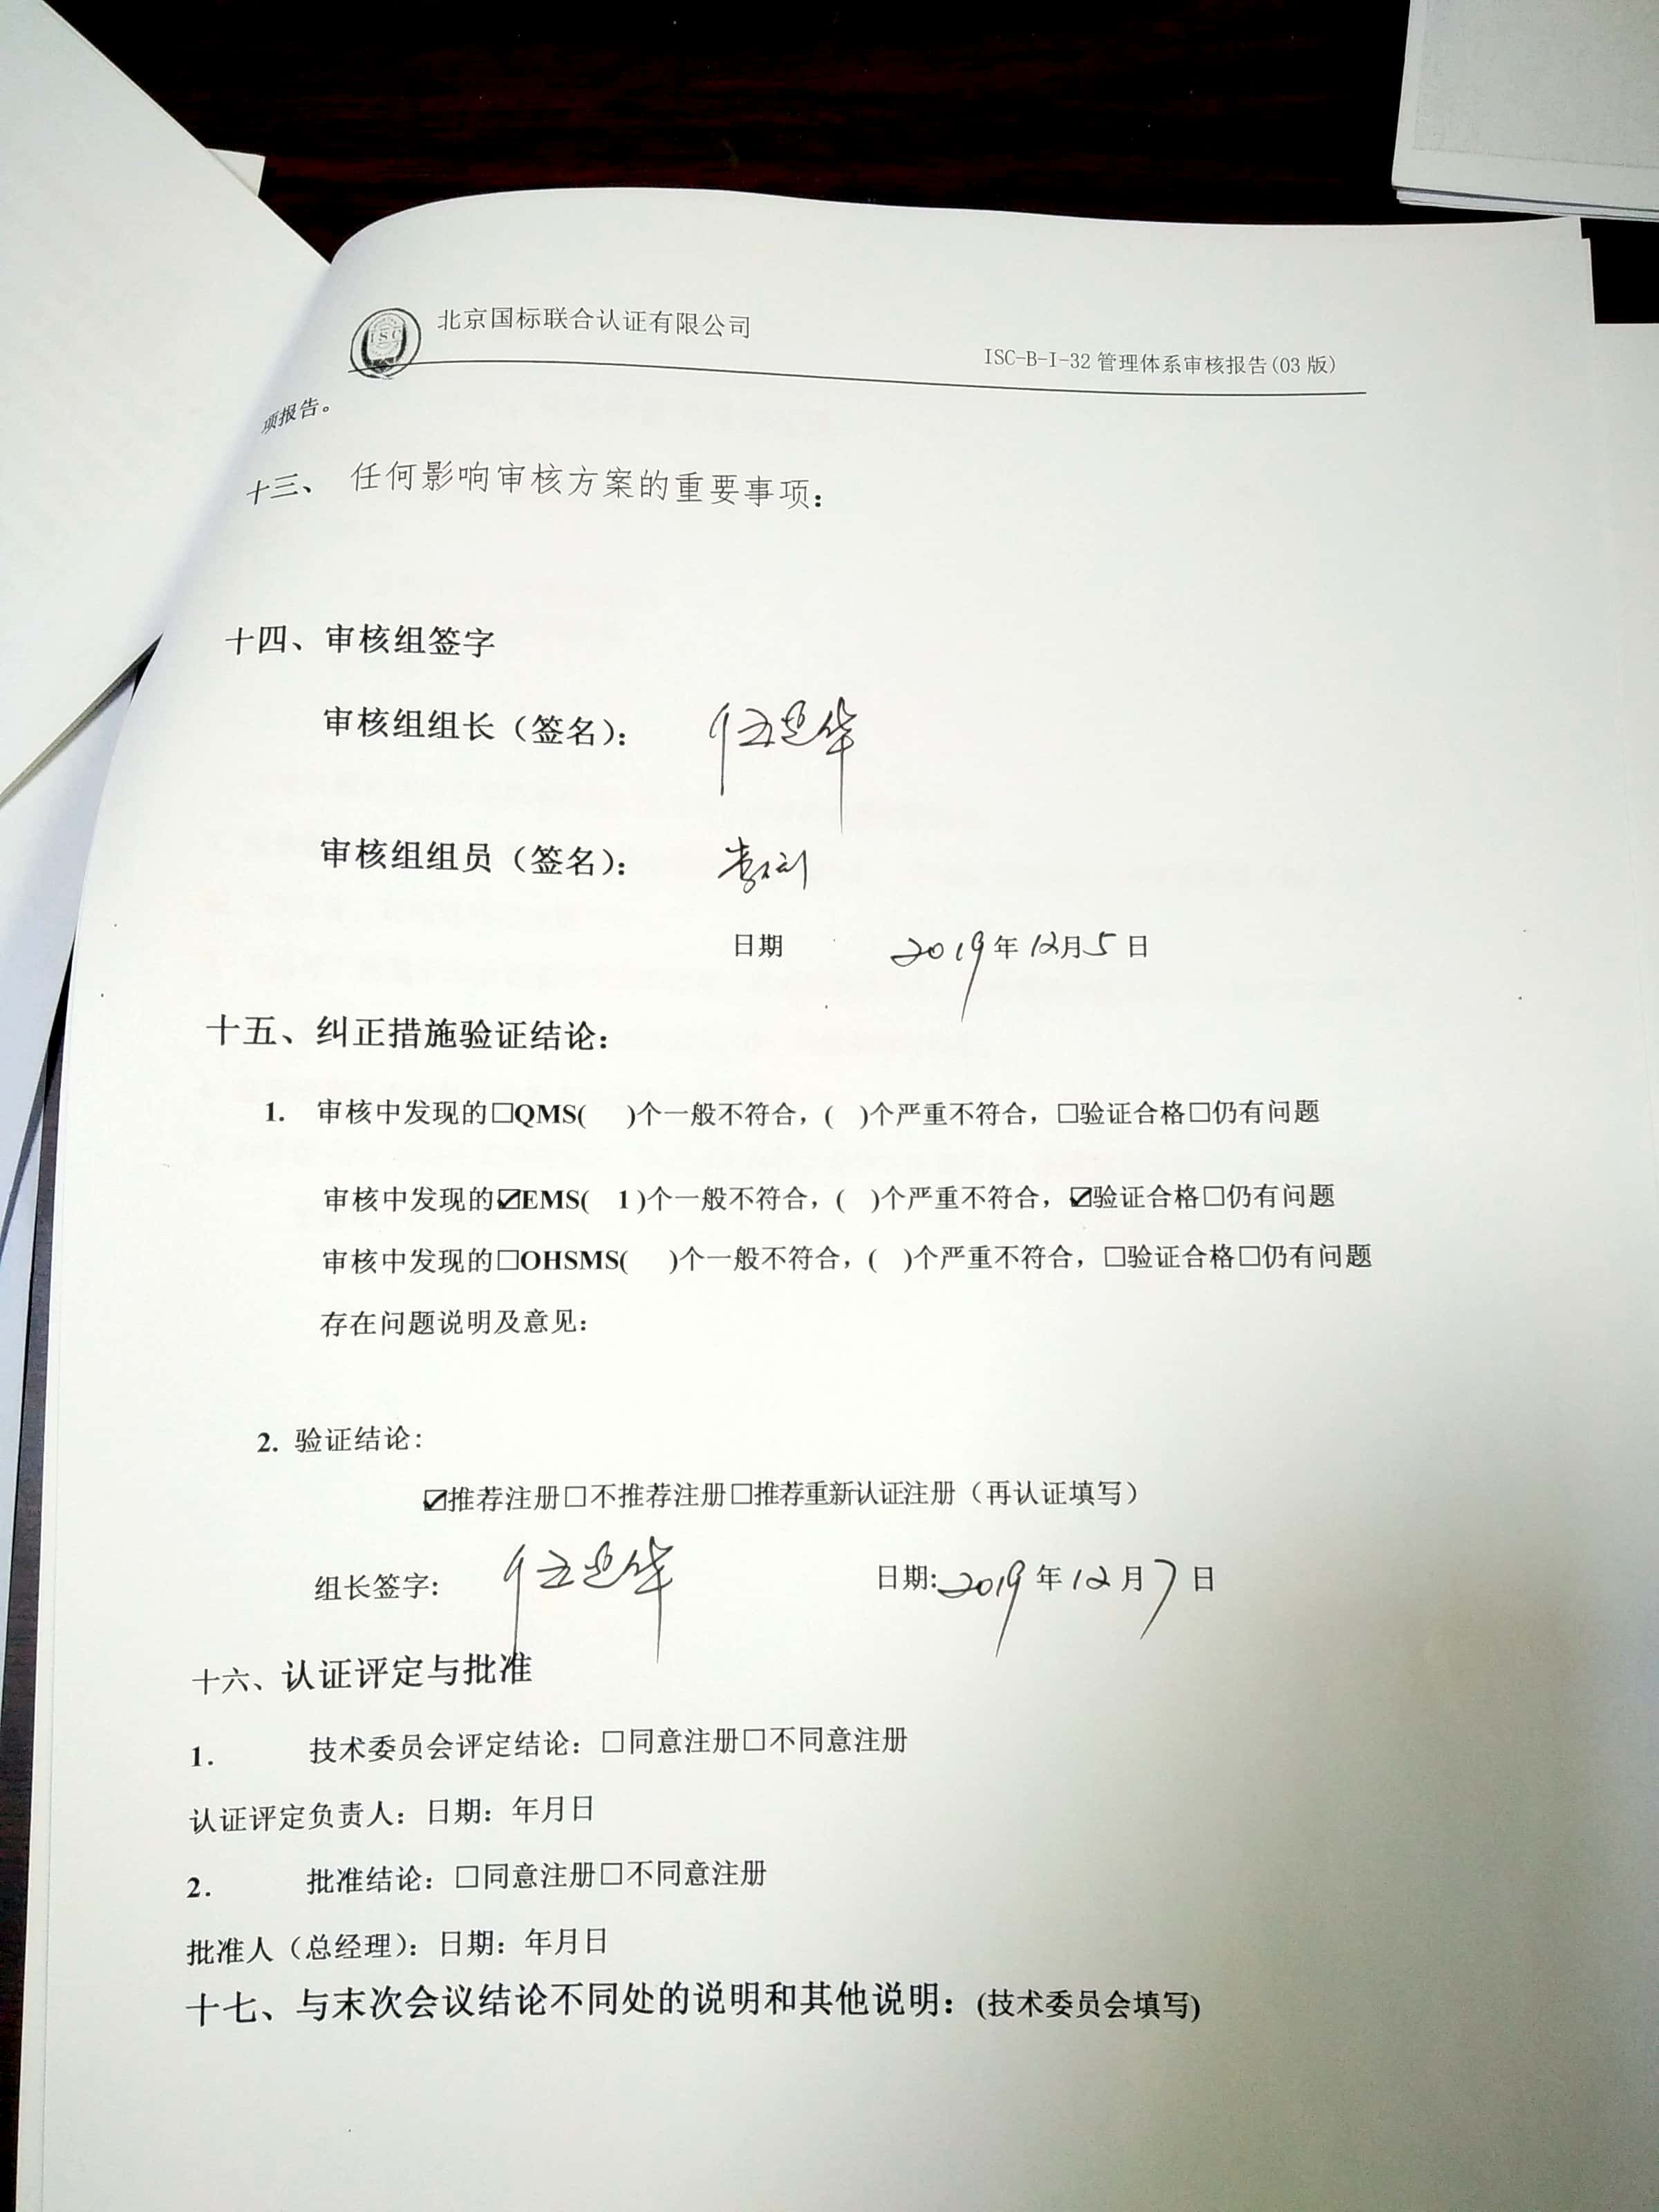 ISC
北京国标联合认证有限公司
ISC-B-I-32 管理体系审核报告(03 版)
项报告。
十三、 任何影响审核方案的重要事项:
十四、审核组签字
审核组组长（签名）: 伍光华
审核组组员（签名）:
日期 2019年12月5日
十五、纠正措施验证结论:
1. 审核中发现的☐QMS( )个一般不符合，( )个严重不符合，☐验证合格☐仍有问题
审核中发现的☑EMS( 1 )个一般不符合，( )个严重不符合，☑验证合格☐仍有问题
审核中发现的☐OHSMS( )个一般不符合，( )个严重不符合，☐验证合格☐仍有问题
存在问题说明及意见:
2. 验证结论:
☑推荐注册☐不推荐注册☐推荐重新认证注册（再认证填写）
组长签字: 伍光华 日期:2019年12月7日
十六、认证评定与批准
1. 技术委员会评定结论: ☐同意注册☐不同意注册
认证评定负责人: 日期: 年月日
2. 批准结论: ☐同意注册☐不同意注册
批准人（总经理）: 日期: 年月日
十七、与末次会议结论不同处的说明和其他说明: (技术委员会填写)